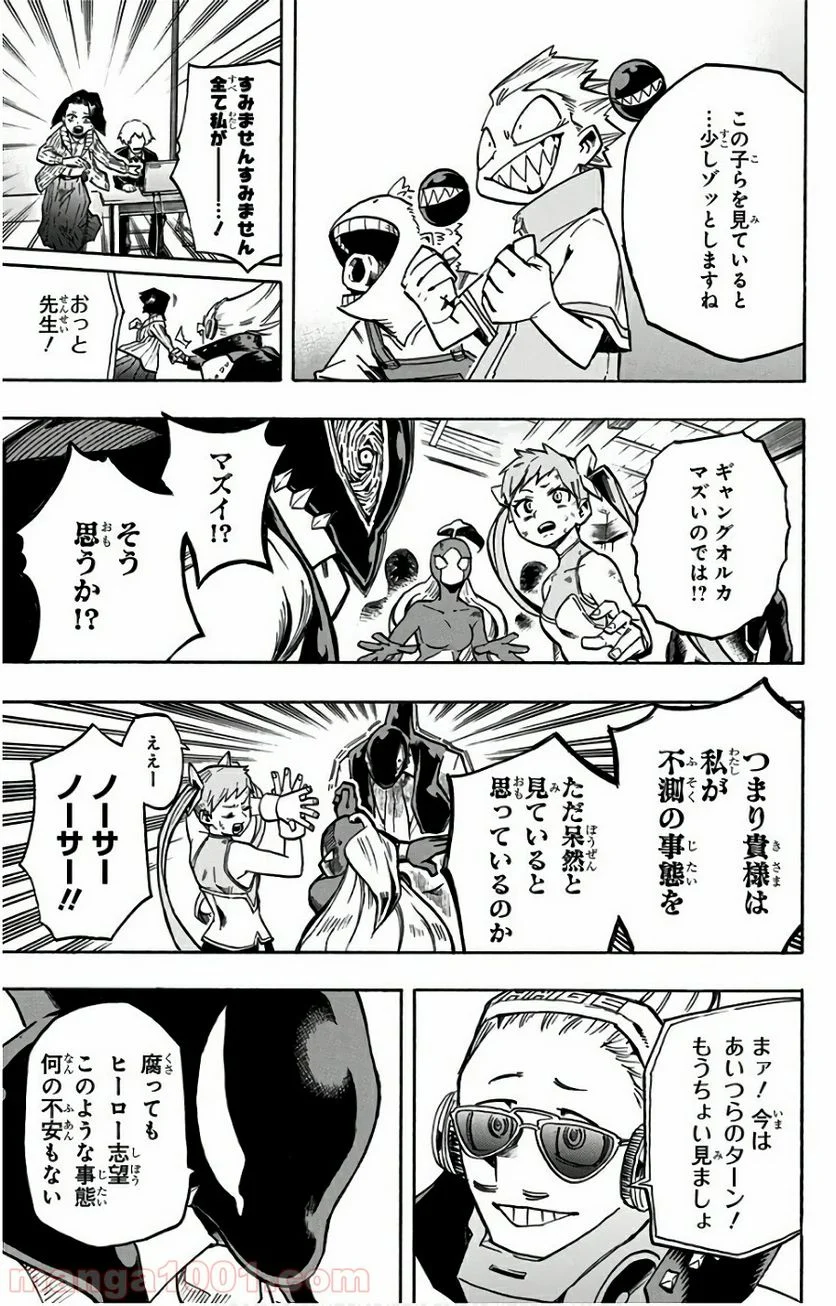 この子らを見ていると
…少しゾッとしますね
すみませんすみません
全て私が━━……!
おっと
先生!
ギャングオルカ
マズいのでは!?
マズイ!?
そう
思うか!?
つまり貴様は
私が
不測の事態を
ただ呆然と
見ていると
思っているのか
ええー
ノーサー
ノーサー!!
まァ!今は
あいつらのターン!
もうちょい見ましょ
腐っても
ヒーロー志望
このような事態
何の不安もない
manga1001.com